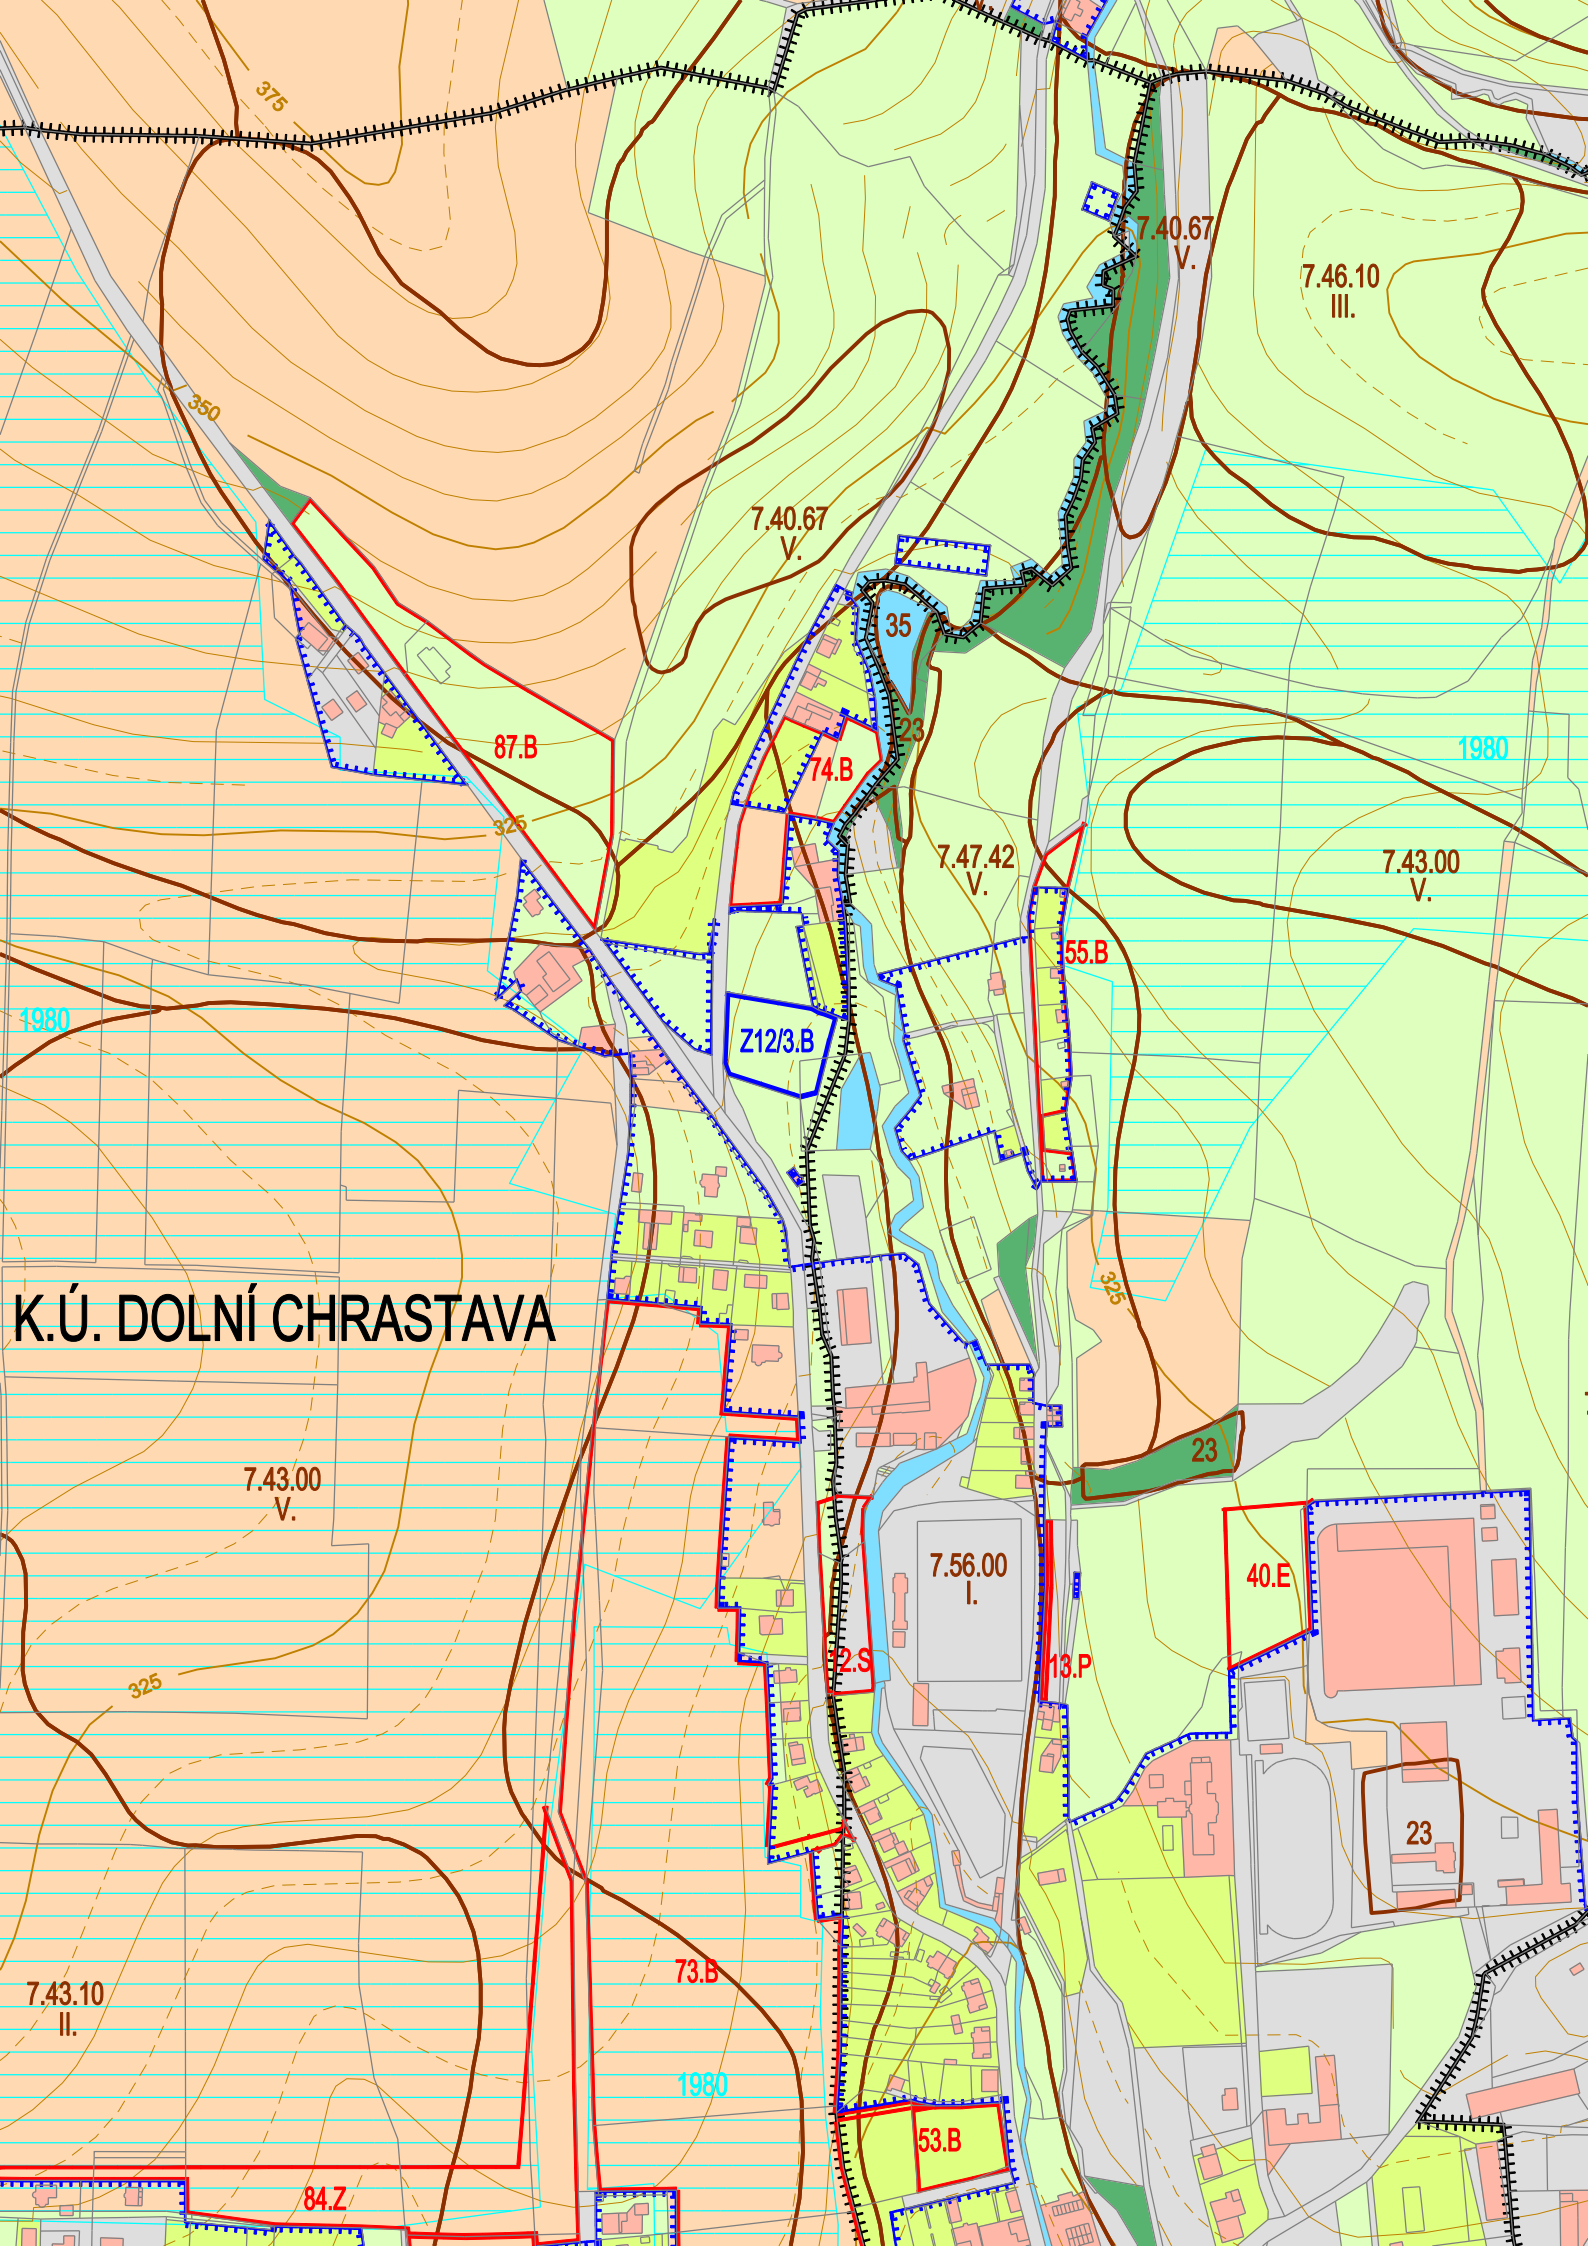 375
7.40.67
V.
7.46.10
III.
350
7.40.67
V.
35
23
87.B
74.B
1980
325
7.47.42
V.
7.43.00
V.
55.B
1980
Z12/3.B
325
K.Ú. DOLNÍ CHRASTAVA
23
7.43.00
V.
7.56.00
I.
40.E
2.S
13.P
325
23
73.B
7.43.10
II.
1980
53.B
84.Z